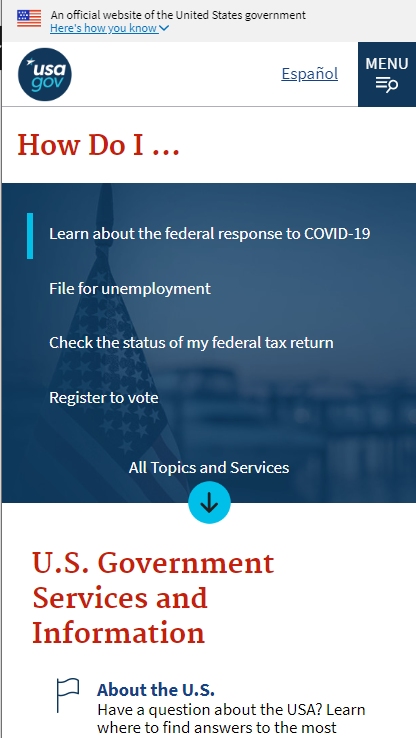 An official website of the United States government
Here's how you know
usa
gov
Español
MENU
How Do I ...
Learn about the federal response to COVID-19
File for unemployment
Check the status of my federal tax return
Register to vote
All Topics and Services
U.S. Government
Services and
Information
About the U.S.
Have a question about the USA? Learn
where to find answers to the most